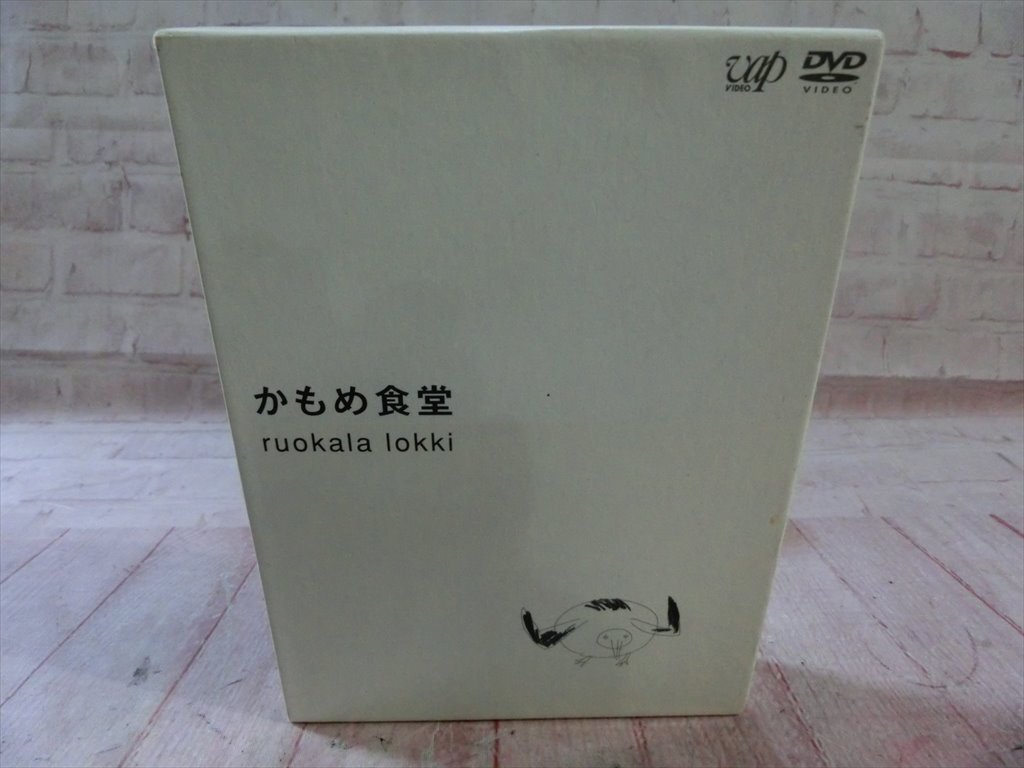 vap
VIDEO
DVD
VIDEO
かもめ食堂
ruokala lokki